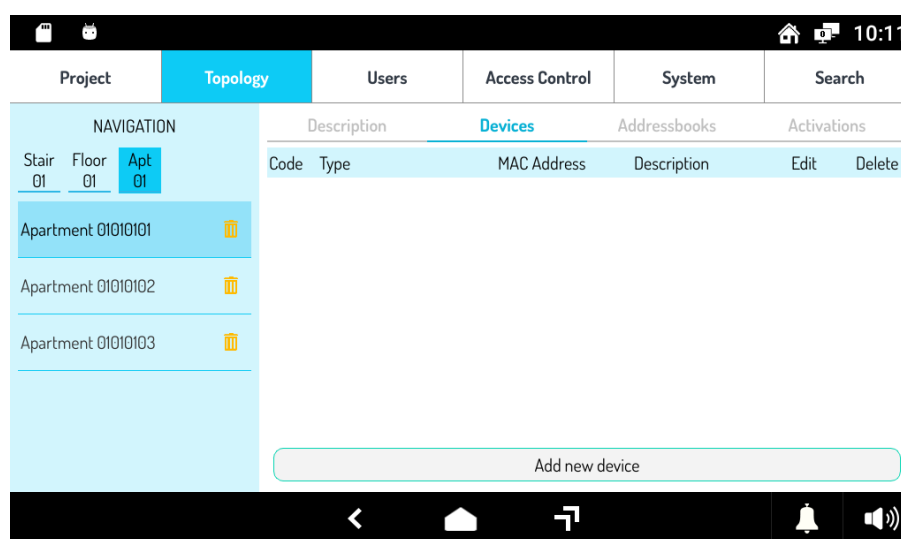 10:11
Project Topology Users Access Control System Search
NAVIGATION
Description Devices Addressbooks Activations
Stair Floor Apt
01 01 01
Code Type MAC Address Description Edit Delete
Apartment 01010101
Apartment 01010102
Apartment 01010103
Add new device